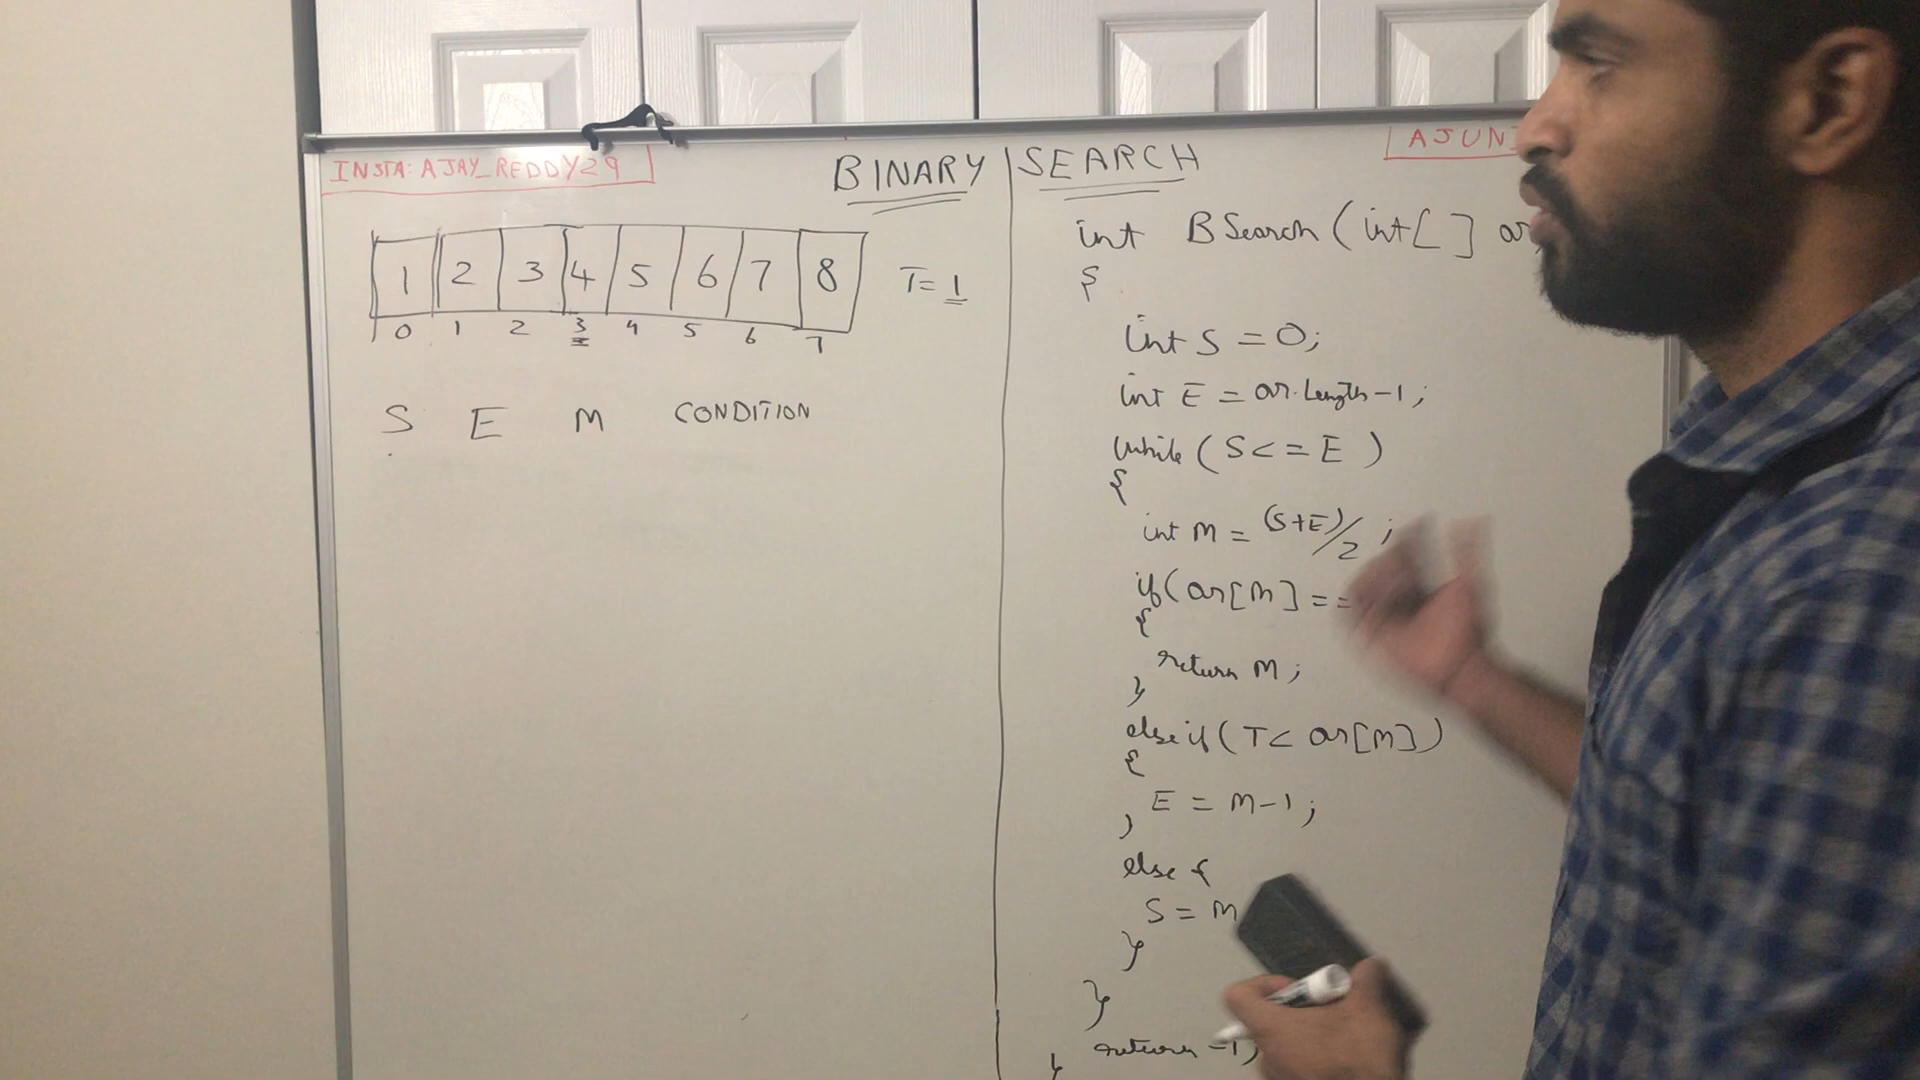 INSTA: AJAY_REDDY29
BINARY SEARCH
AJUN
1 2 3 4 5 6 7 8 T= 1
0 1 2 3 4 5 6 7
S E M CONDITION
int BSearch (int[] ar
{
int S = 0;
int E = ar.Length-1;
while (S<=E)
{
int M = (S+E)/2;
if(ar[M]==
{
return M;
}
else if (T< ar[M])
{
E = M-1;
}
else {
S = M
}
}
return -1;
}